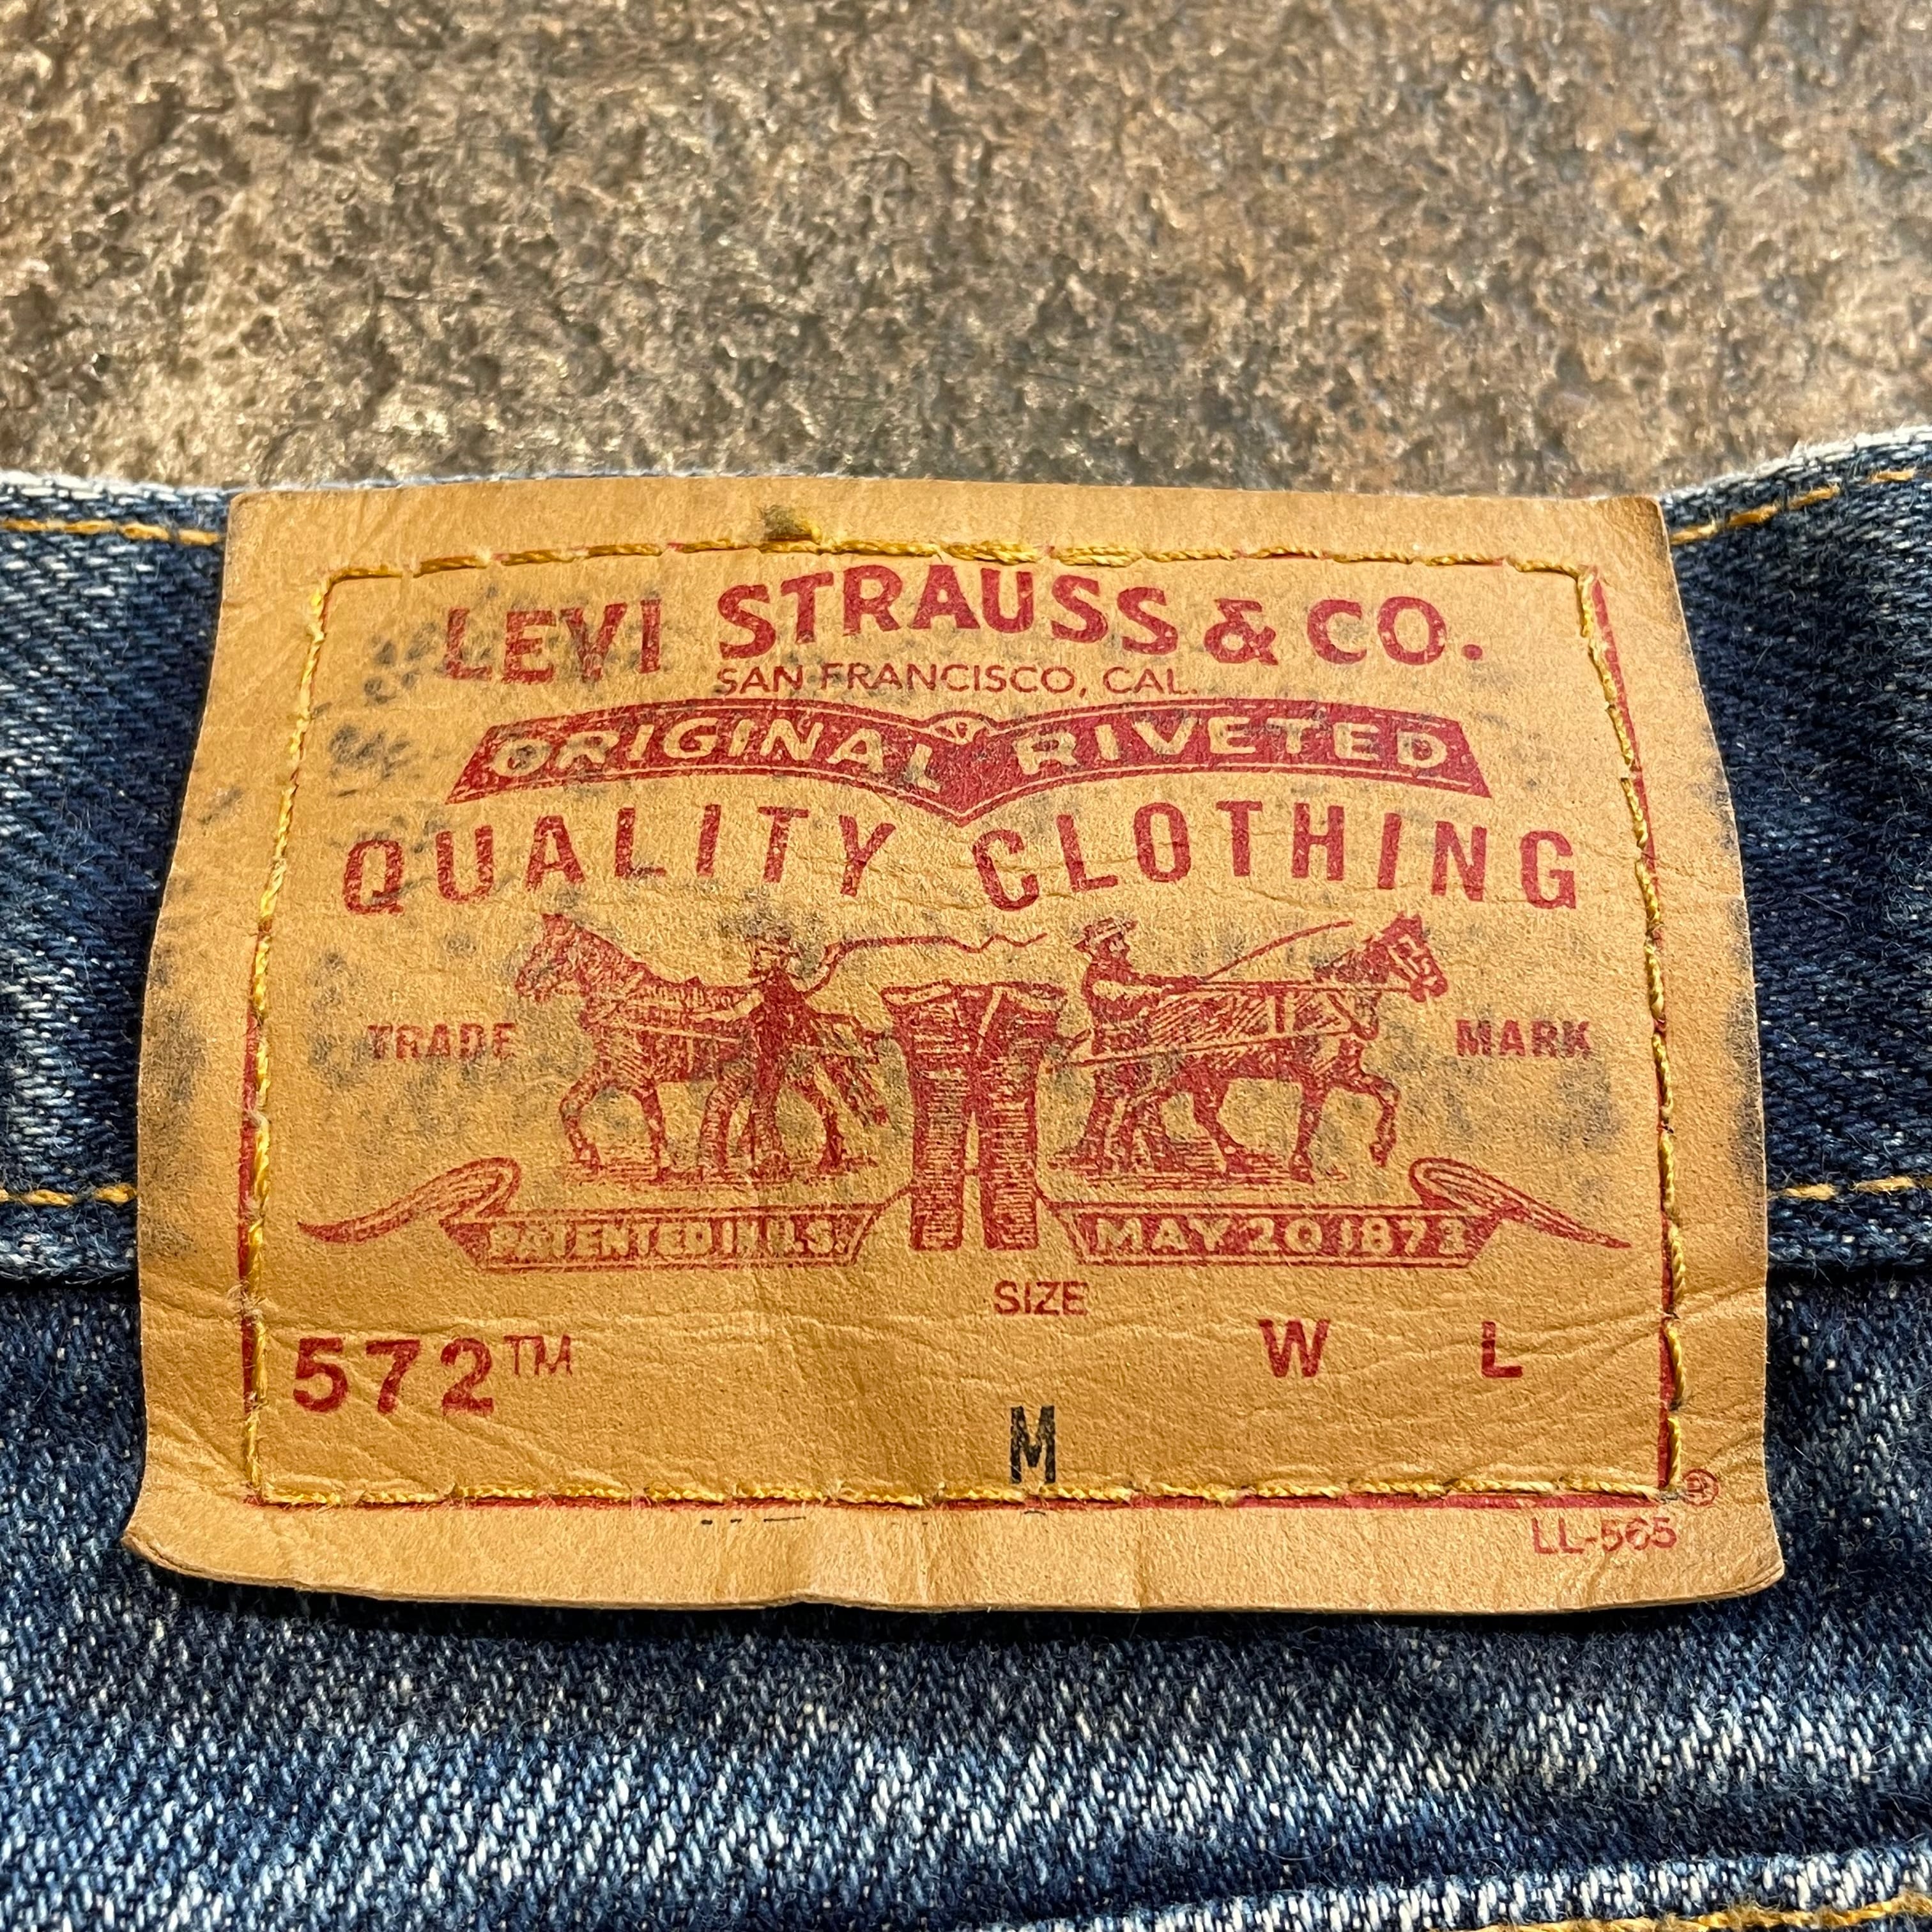 LEVI STRAUSS & CO.
SAN FRANCISCO, CAL.
ORIGINAL RIVETED
QUALITY CLOTHING
TRADE MARK
PATENTED IN U.S. MAY 20 1873
SIZE
572™ W L
M
®
LL-565